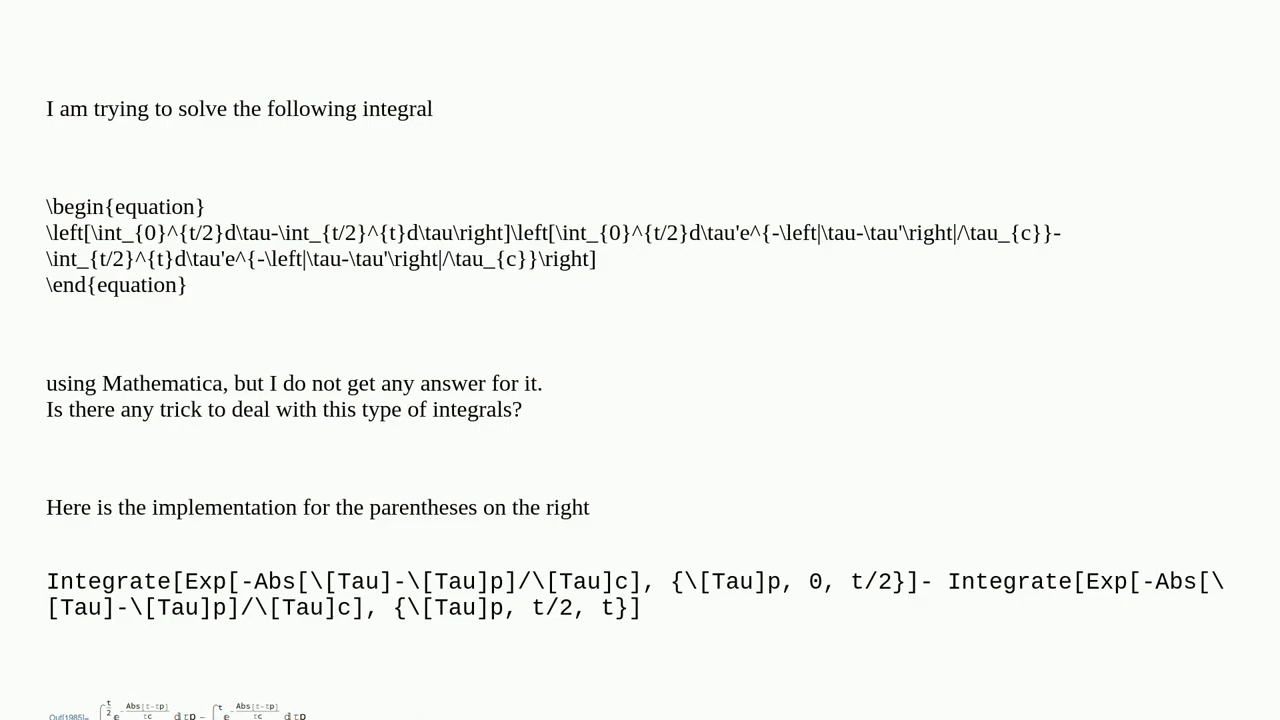 I am trying to solve the following integral
\begin{equation}
\left[\int_{0}^{t/2}d\tau-\int_{t/2}^{t}d\tau\right]\left[\int_{0}^{t/2}d\tau'e^{-\left|\tau-\tau'\right|/\tau_{c}}-
\int_{t/2}^{t}d\tau'e^{-\left|\tau-\tau'\right|/\tau_{c}}\right]
\end{equation}
using Mathematica, but I do not get any answer for it.
Is there any trick to deal with this type of integrals?
Here is the implementation for the parentheses on the right
Integrate[Exp[-Abs[\[Tau]-\[Tau]p]/\[Tau]c], {\[Tau]p, 0, t/2}]- Integrate[Exp[-Abs[\
[Tau]-\[Tau]p]/\[Tau]c], {\[Tau]p, t/2, t}]